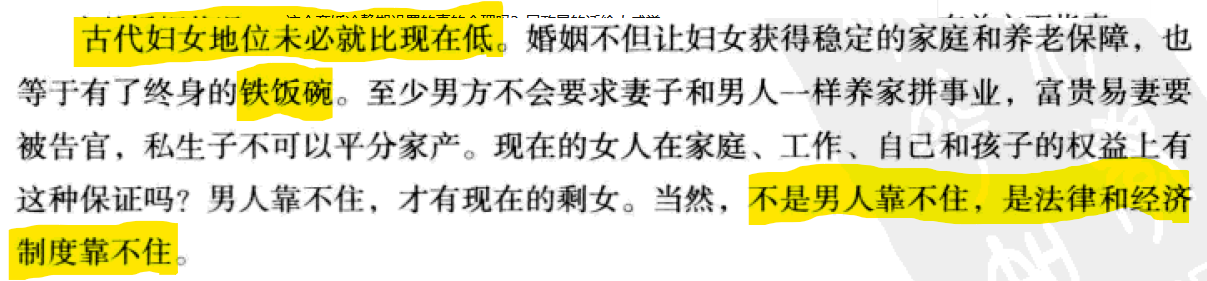 古代妇女地位未必就比现在低。婚姻不但让妇女获得稳定的家庭和养老保障，也
等于有了终身的铁饭碗。至少男方不会要求妻子和男人一样养家拼事业，富贵易妻要
被告官，私生子不可以平分家产。现在的女人在家庭、工作、自己和孩子的权益上有
这种保证吗？男人靠不住，才有现在的剩女。当然，不是男人靠不住，是法律和经济
制度靠不住。